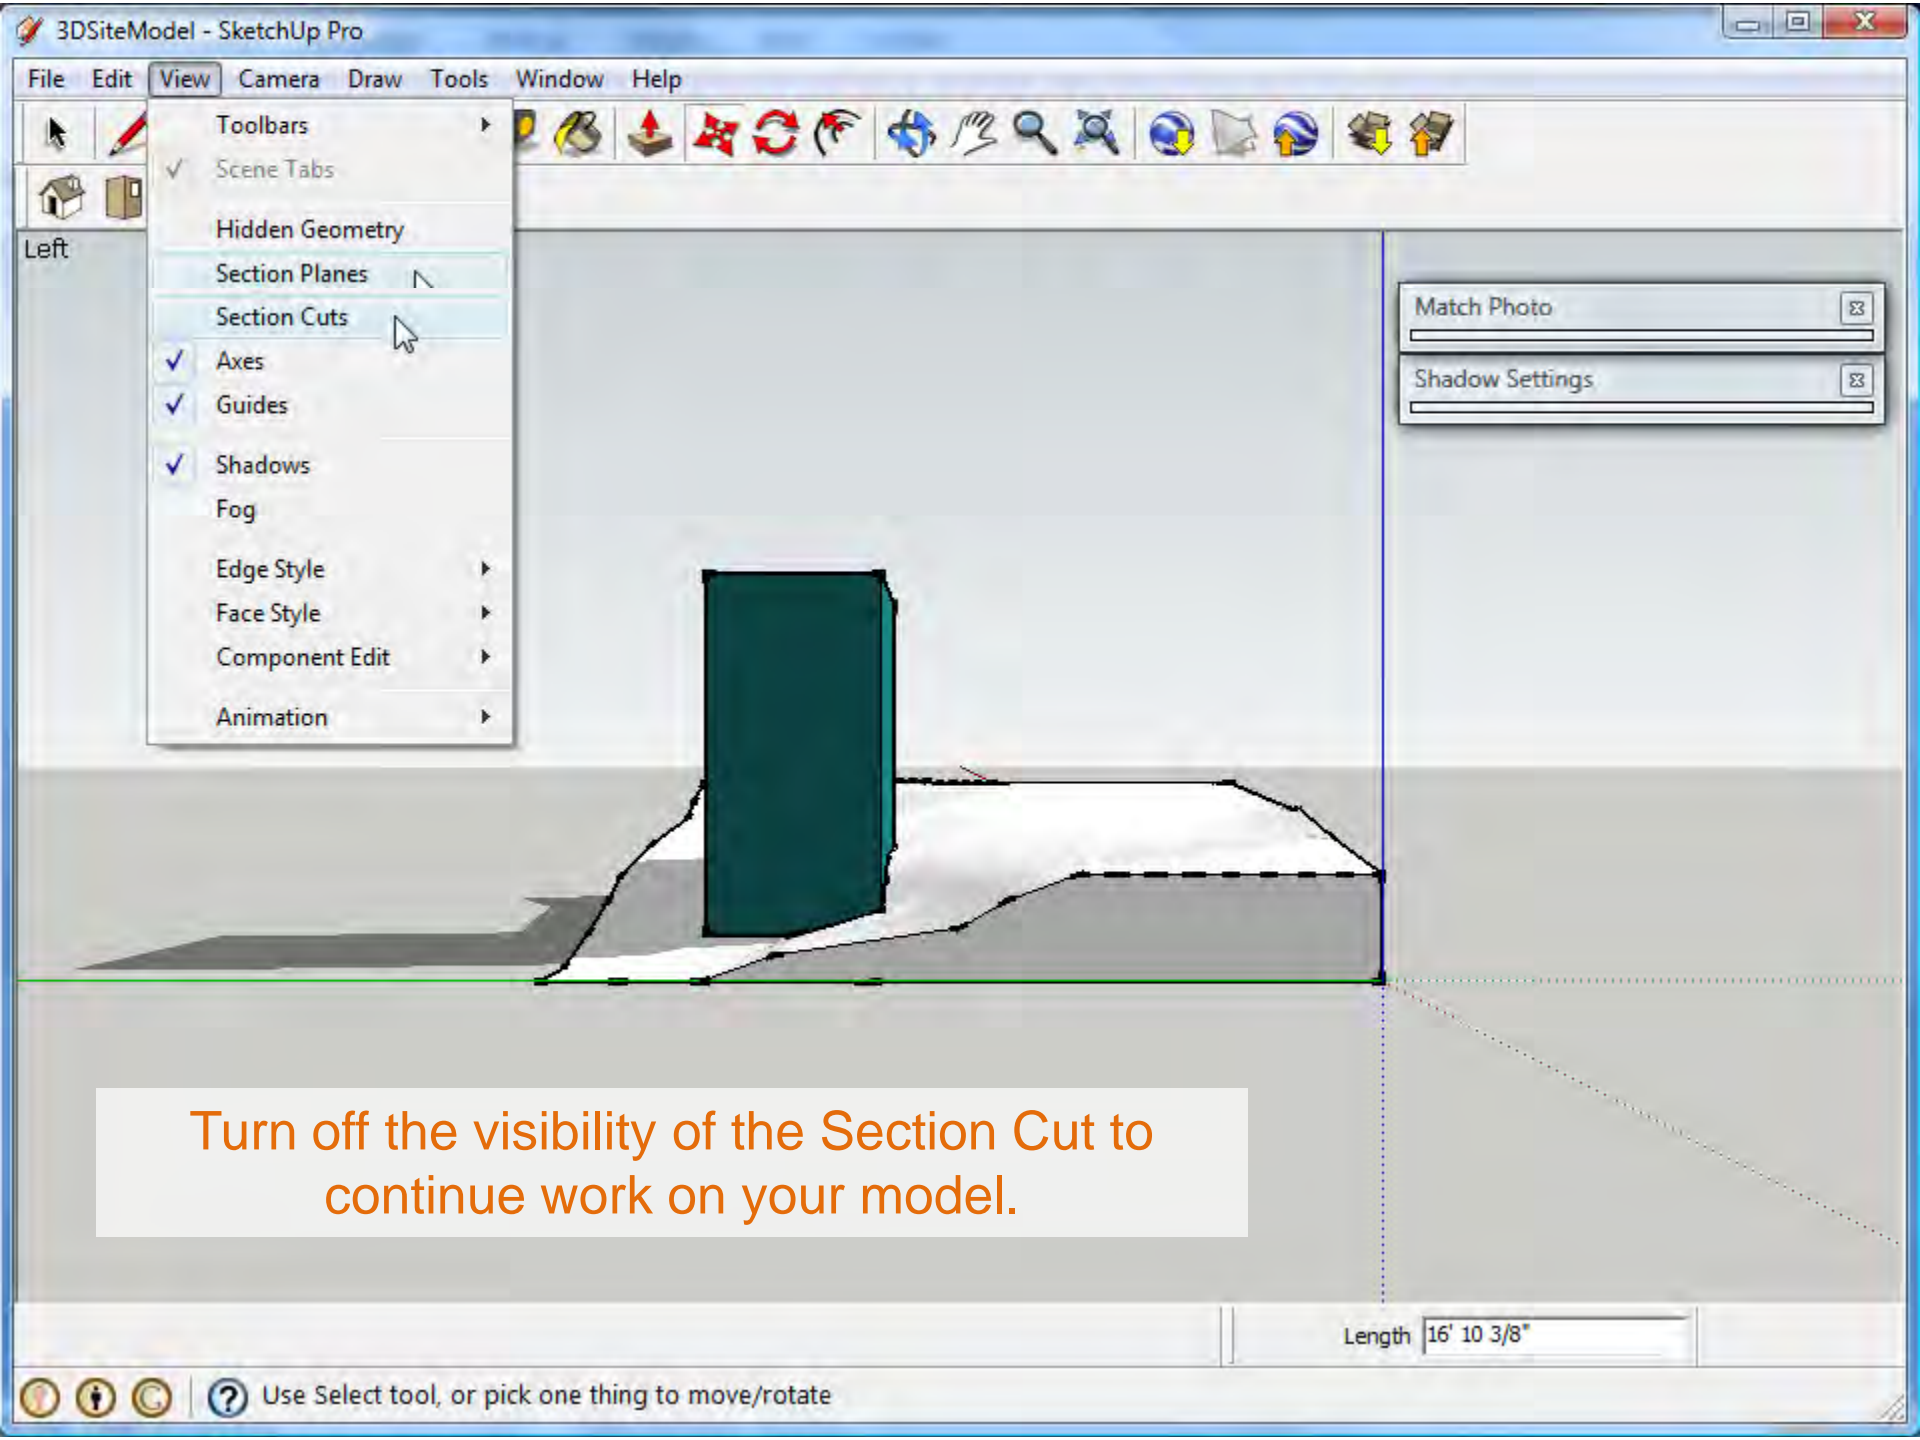 3DSiteModel - SketchUp Pro
File Edit View Camera Draw Tools Window Help
Toolbars
Scene Tabs
Hidden Geometry
Left
Section Planes
Section Cuts
Match Photo
Axes
Shadow Settings
Guides
Shadows
Fog
Edge Style
Face Style
Component Edit
Animation
Turn off the visibility of the Section Cut to
continue work on your model.
Length 16' 10 3/8"
Use Select tool, or pick one thing to move/rotate